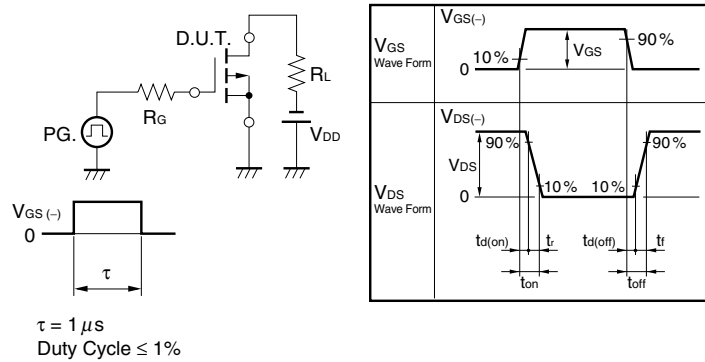 D.U.T.
RL
RG
PG.
VDD
VGS (−)
0
τ
τ = 1 μs
Duty Cycle ≤ 1%
VGS
Wave Form
VGS(−)
10%
0
VGS
90%
VDS
Wave Form
VDS(−)
90%
VDS
0
10%
10%
90%
td(on)
tr
td(off)
tf
ton
toff